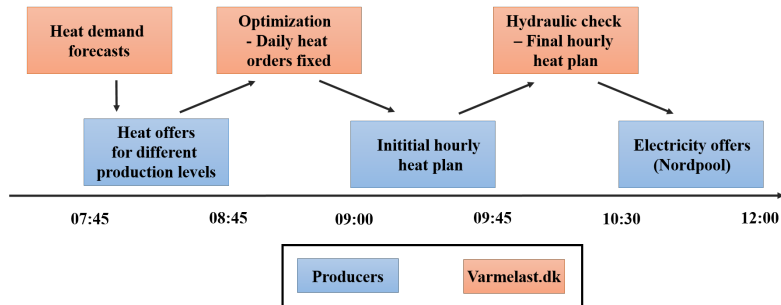 Heat demand
forecasts
Optimization
- Daily heat
orders fixed
Hydraulic check
– Final hourly
heat plan
Heat offers
for different
production levels
Inititial hourly
heat plan
Electricity offers
(Nordpool)
07:45
08:45
09:00
09:45
10:30
12:00
Producers
Varmelast.dk